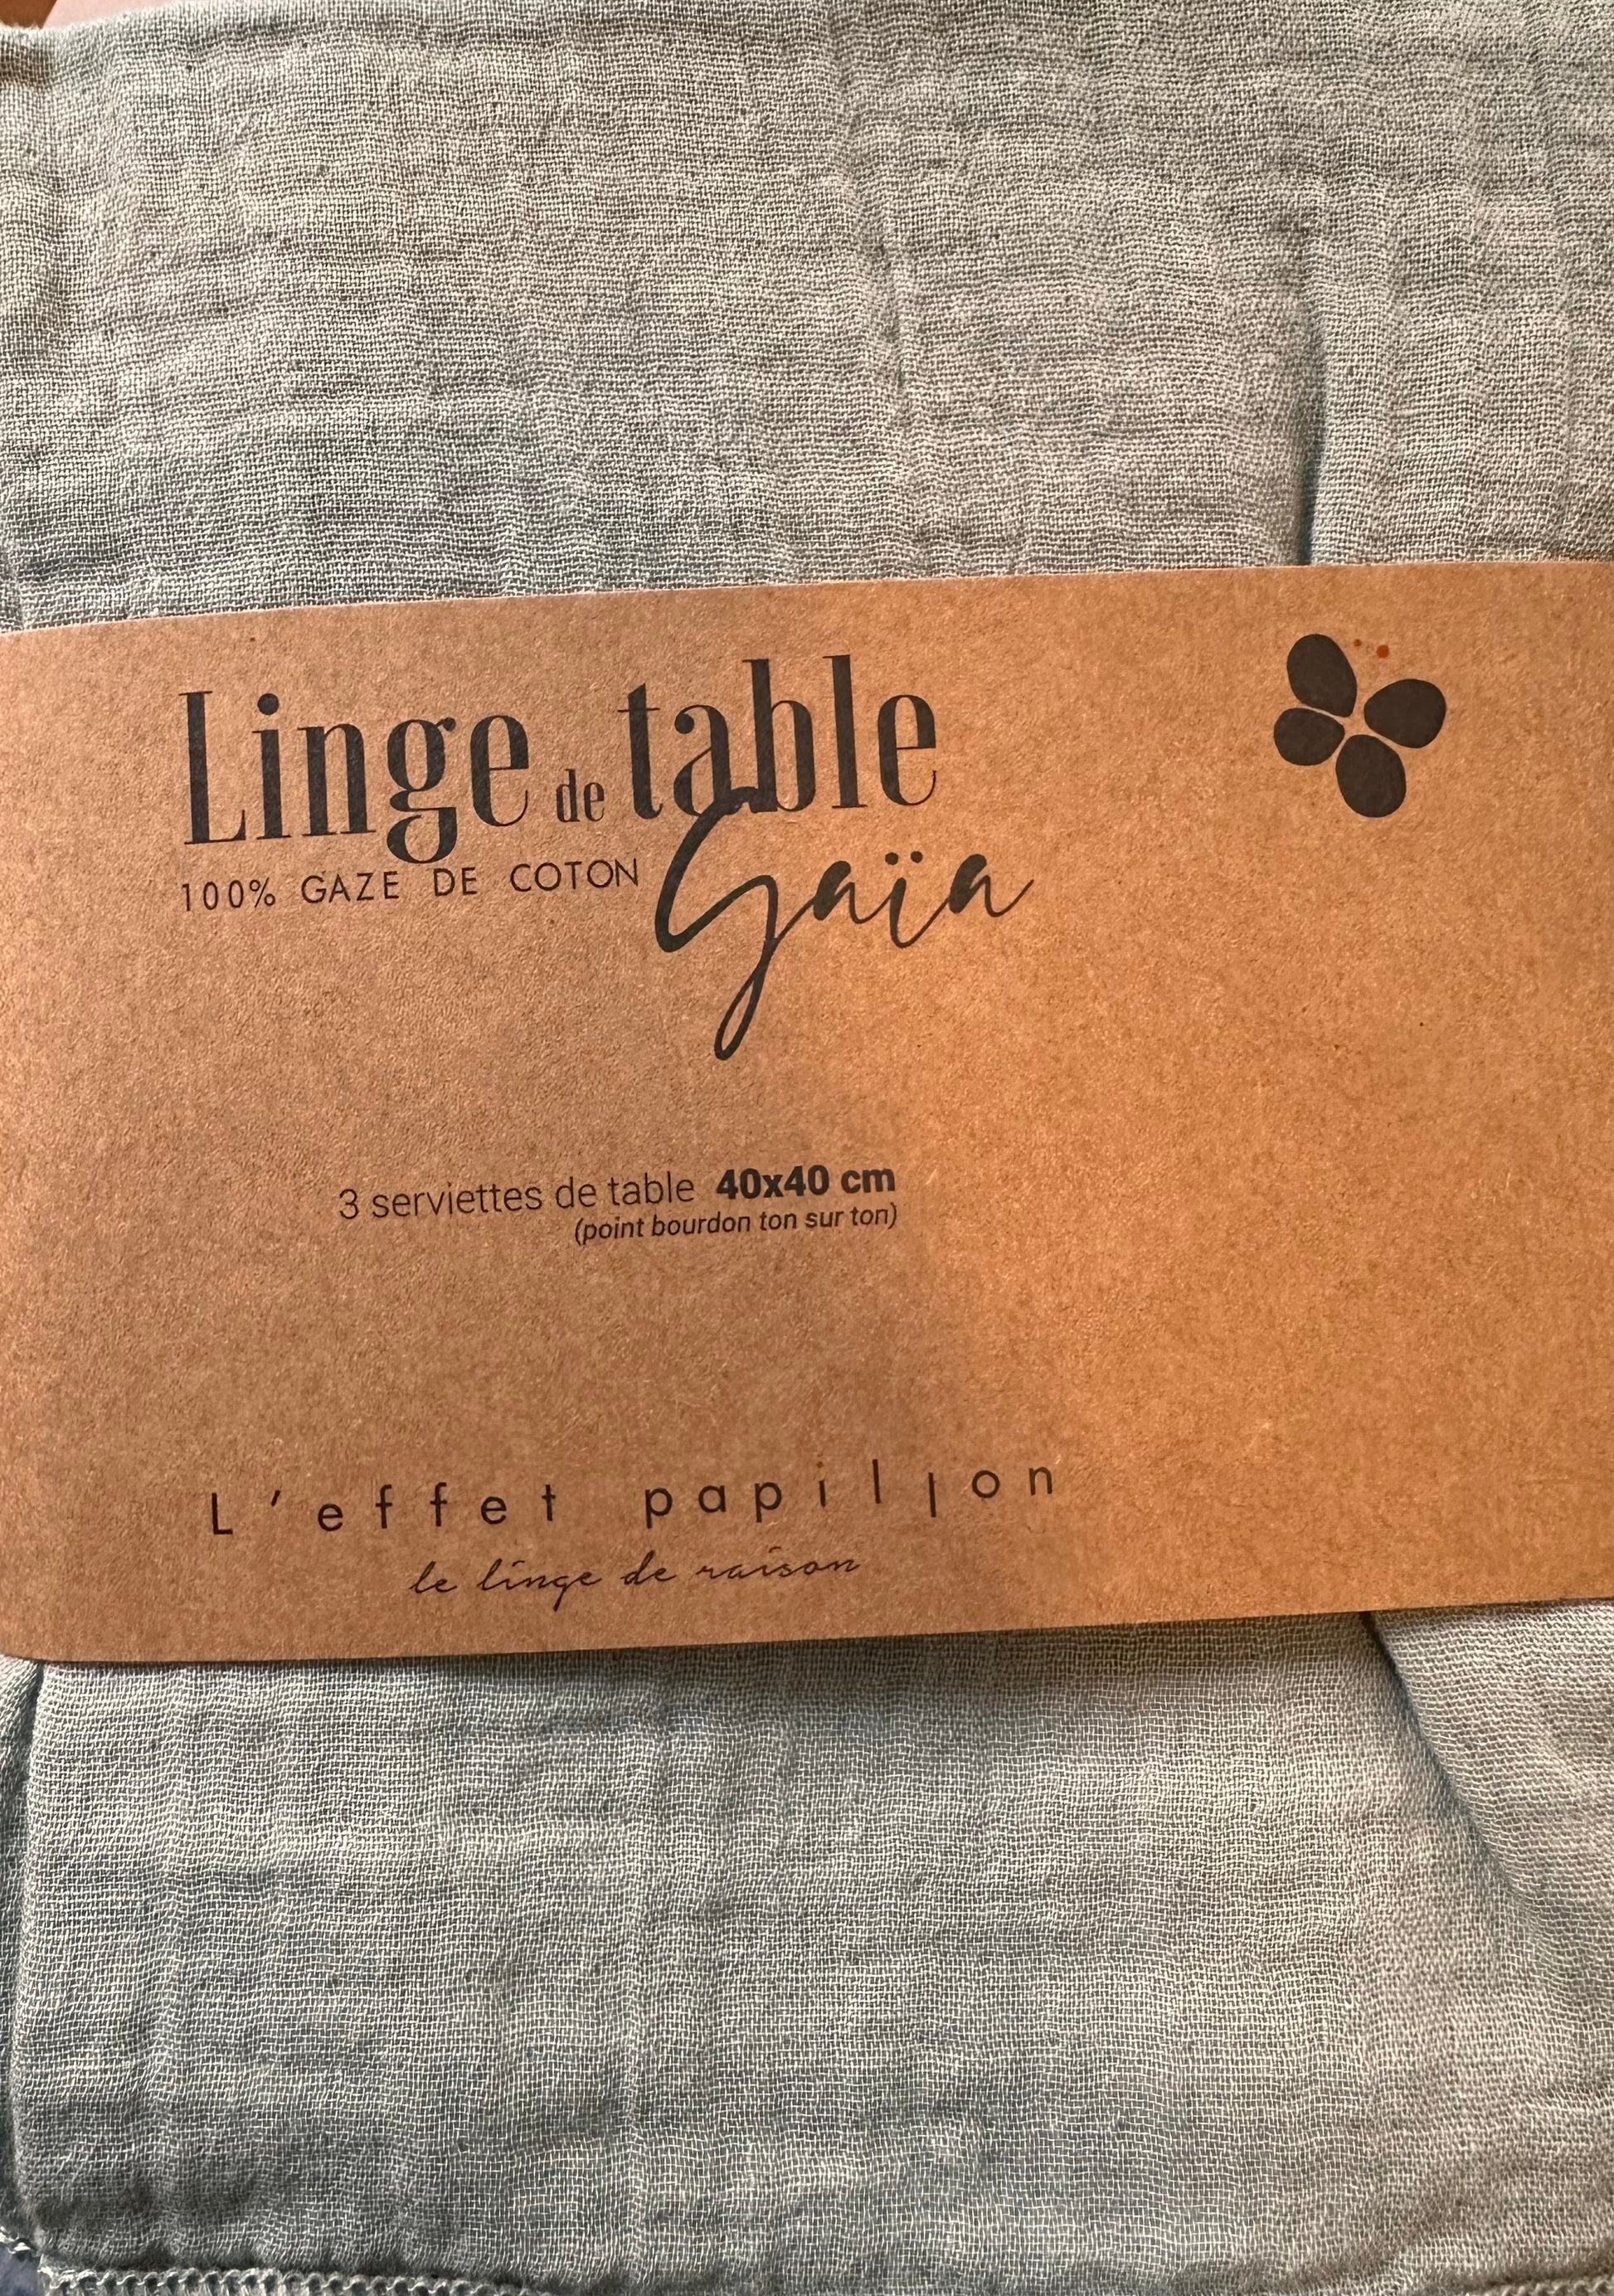 Linge de table
100% GAZE DE COTON
Gaïa
3 serviettes de table 40x40 cm
(point bourdon ton sur ton)
L'effet papillon
le linge de raison